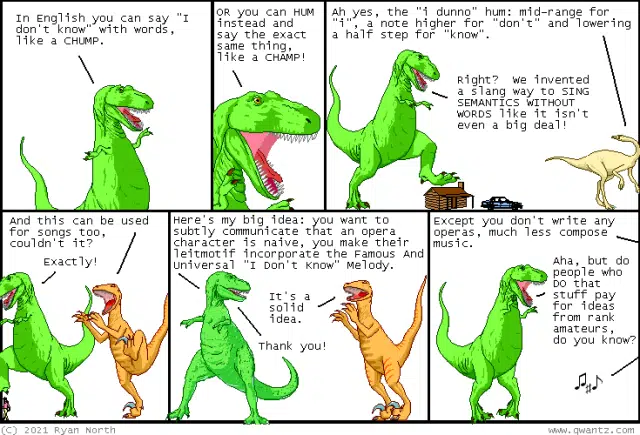 In English you can say "I
don't know" with words,
like a CHUMP.
OR you can HUM
instead and
say the exact
same thing,
like a CHAMP!
Ah yes, the "i dunno" hum: mid-range for
"i", a note higher for "don't" and lowering
a half step for "know".
Right? We invented
a slang way to SING
SEMANTICS WITHOUT
WORDS like it isn't
even a big deal!
And this can be used
for songs too,
couldn't it?
Exactly!
Here's my big idea: you want to
subtly communicate that an opera
character is naive, you make their
leitmotif incorporate the Famous And
Universal "I Don't Know" Melody.
It's a
solid
idea.
Thank you!
Except you don't write any
operas, much less compose
music.
Aha, but do
people who
DO that
stuff pay
for ideas
from rank
amateurs,
do you know?
(C) 2021 Ryan North
www.qwantz.com